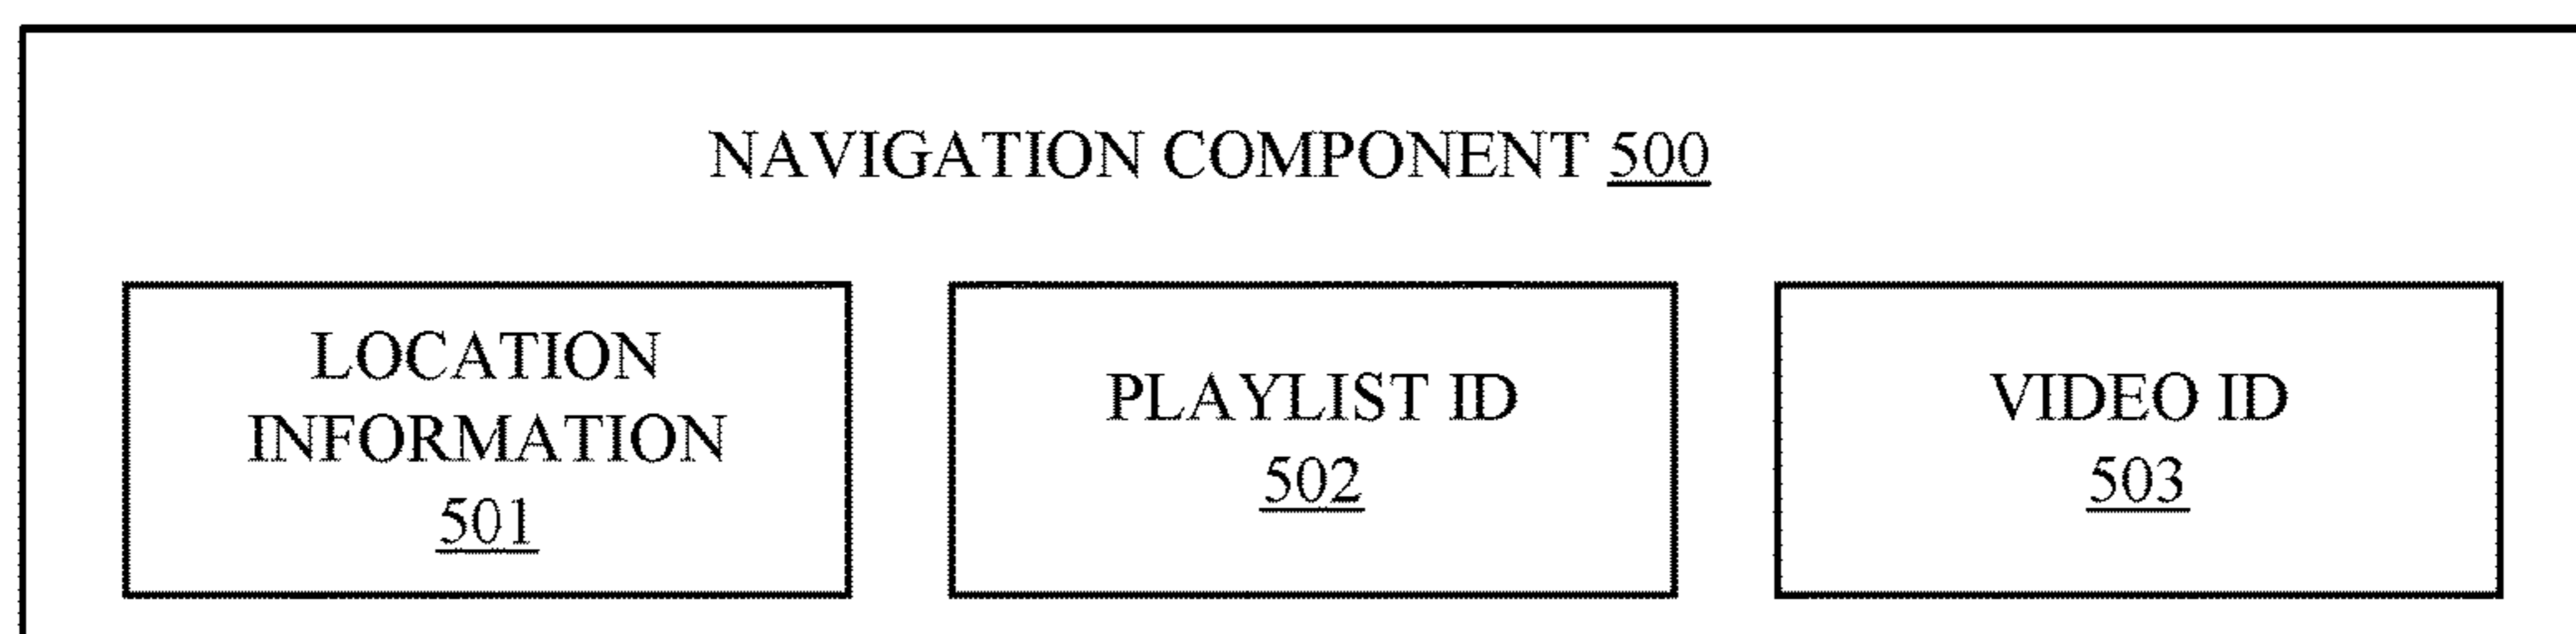 NAVIGATION COMPONENT 500
LOCATION
INFORMATION
501
PLAYLIST ID
502
VIDEO ID
503